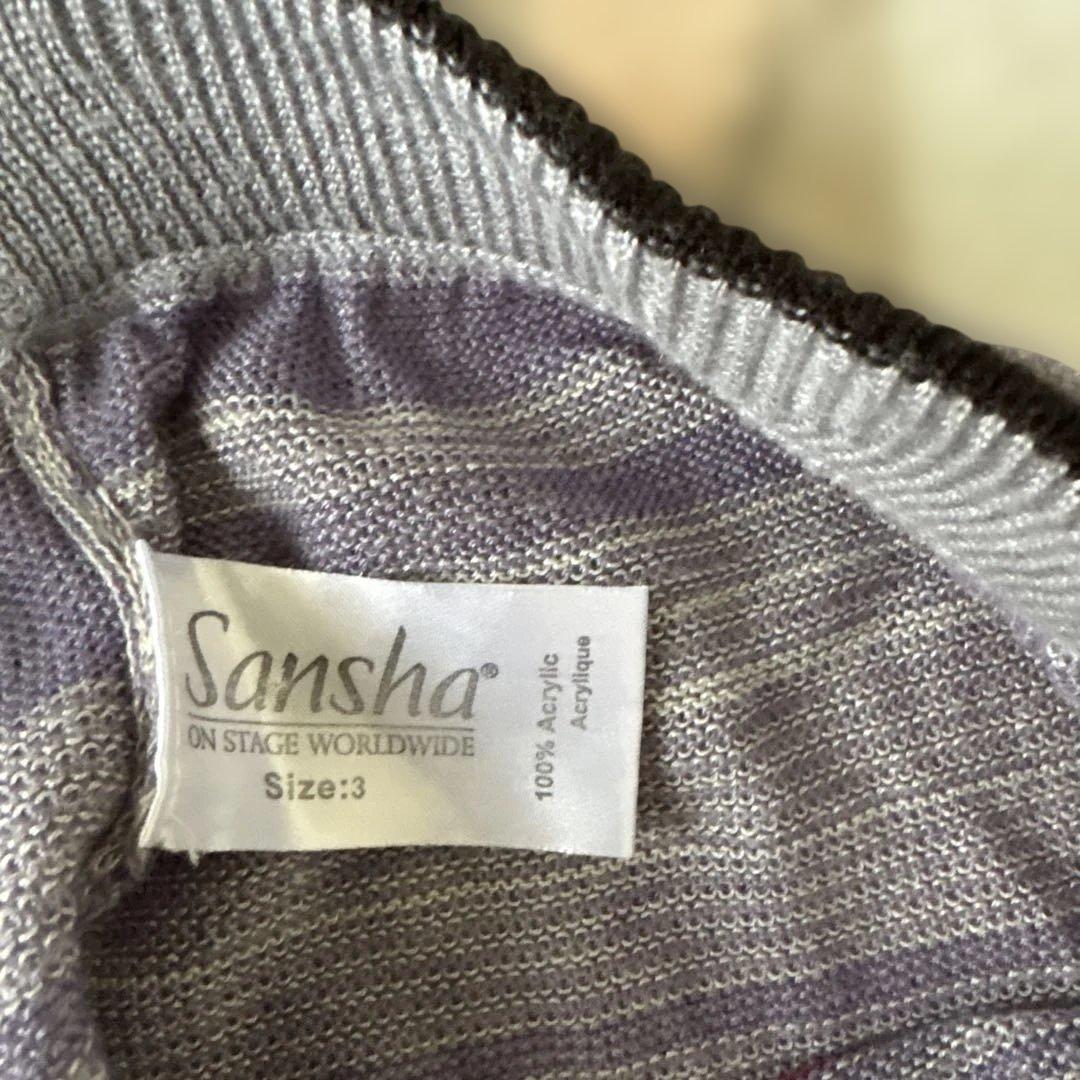 Sansha®
ON STAGE WORLDWIDE
Size:3
100% Acrylic
Acrylique